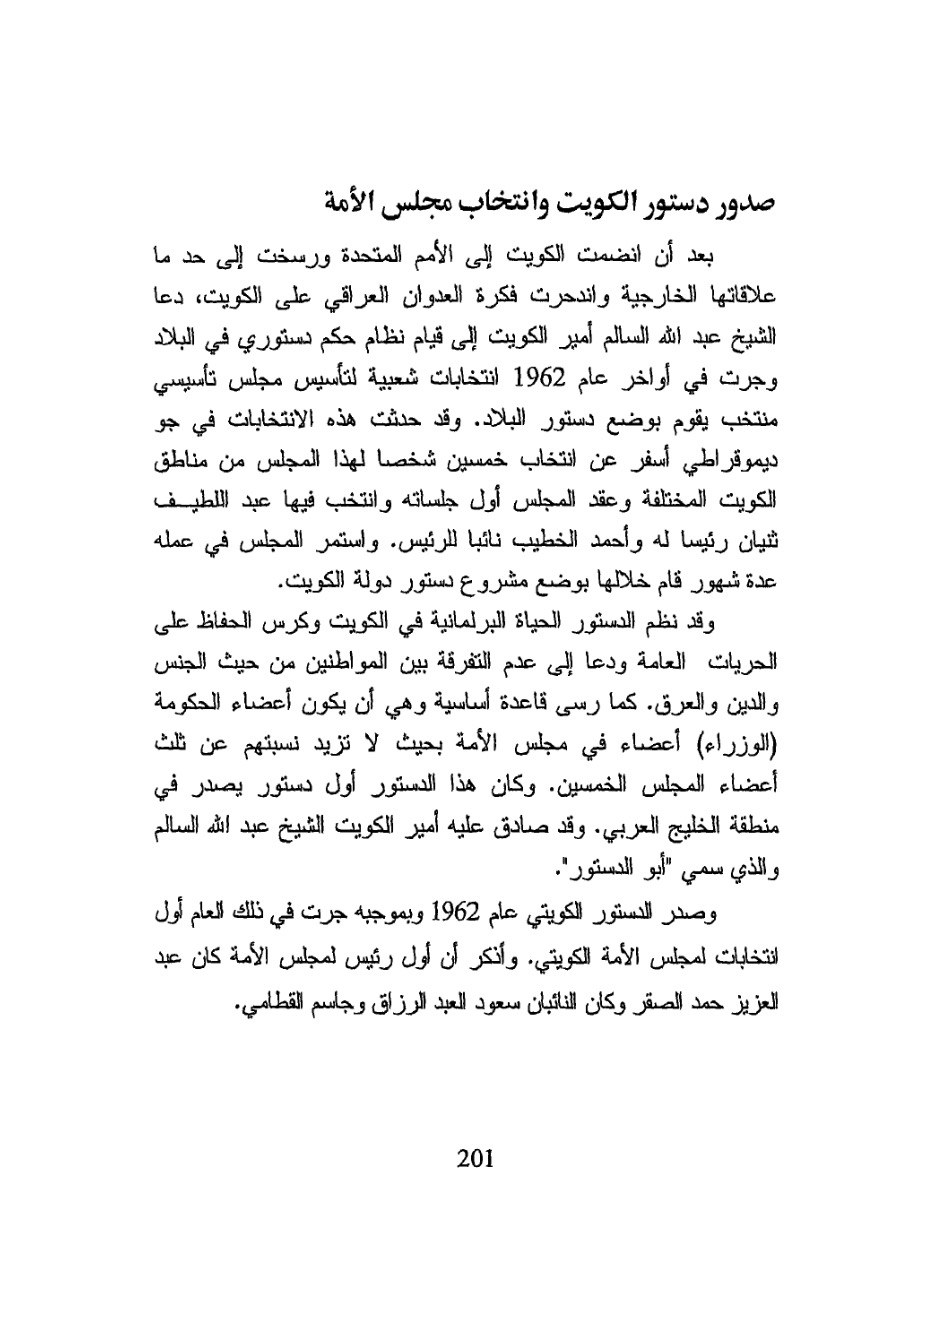 صدور دستور الكويت وانتخاب مجلس الأمة
بعد أن انضمت الكويت إلى الأمم المتحدة ورسخت إلى حد ما
علاقاتها الخارجية واندحرت فكرة العدوان العراقي على الكويت، دعا
الشيخ عبد الله السالم أمير الكويت إلى قيام نظام حكم دستوري في البلاد
وجرت في أواخر عام 1962 انتخابات شعبية لتأسيس مجلس تأسيسي
منتخب يقوم بوضع دستور البلاد. وقد حدثت هذه الانتخابات في جو
ديموقراطي أسفر عن انتخاب خمسين شخصا لهذا المجلس من مناطق
الكويت المختلفة وعقد المجلس أول جلساته وانتخب فيها عبد اللطيـــف
ثنيان رئيسا له وأحمد الخطيب نائبا للرئيس. واستمر المجلس في عمله
عدة شهور قام خلالها بوضع مشروع دستور دولة الكويت.
وقد نظم الدستور الحياة البرلمانية في الكويت وكرس الحفاظ على
الحريات العامة ودعا إلى عدم التفرقة بين المواطنين من حيث الجنس
والدين والعرق. كما رسى قاعدة أساسية وهي أن يكون أعضاء الحكومة
(الوزراء) أعضاء في مجلس الأمة بحيث لا تزيد نسبتهم عن ثلث
أعضاء المجلس الخمسين. وكان هذا الدستور أول دستور يصدر في
منطقة الخليج العربي. وقد صادق عليه أمير الكويت الشيخ عبد الله السالم
والذي سمي "أبو الدستور".
وصدر الدستور الكويتي عام 1962 وبموجبه جرت في ذلك العام أول
انتخابات لمجلس الأمة الكويتي. وأذكر أن أول رئيس لمجلس الأمة كان عبد
العزيز حمد الصقر وكان النائبان سعود العبد الرزاق وجاسم القطامي.
201